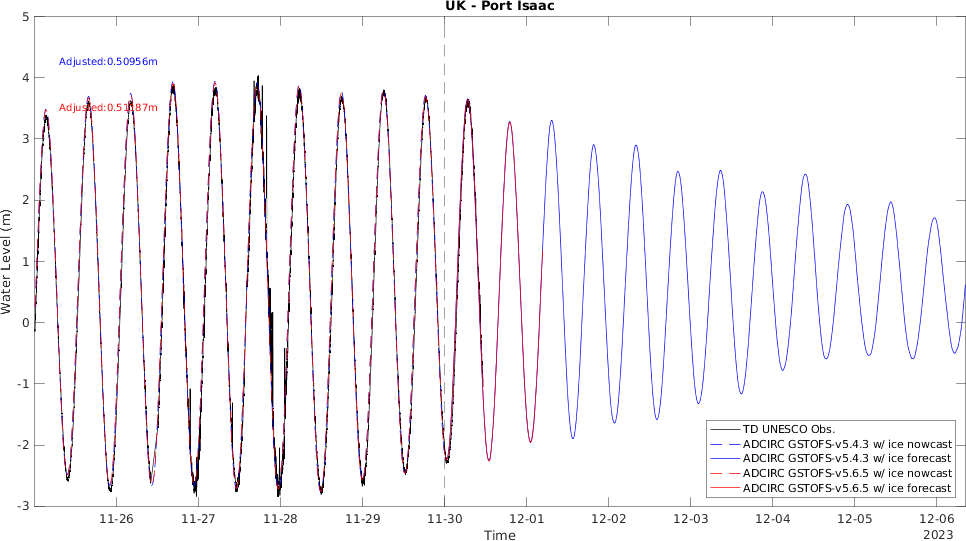 UK - Port Isaac
5
4
3
2
1
0
-1
-2
-3
Water Level (m)
Adjusted:0.50956m
Adjusted:0.51187m
TD UNESCO Obs.
ADCIRC GSTOFS-v5.4.3 w/ ice nowcast
ADCIRC GSTOFS-v5.4.3 w/ ice forecast
ADCIRC GSTOFS-v5.6.5 w/ ice nowcast
ADCIRC GSTOFS-v5.6.5 w/ ice forecast
11-26 11-27 11-28 11-29 11-30 12-01 12-02 12-03 12-04 12-05 12-06
2023
Time